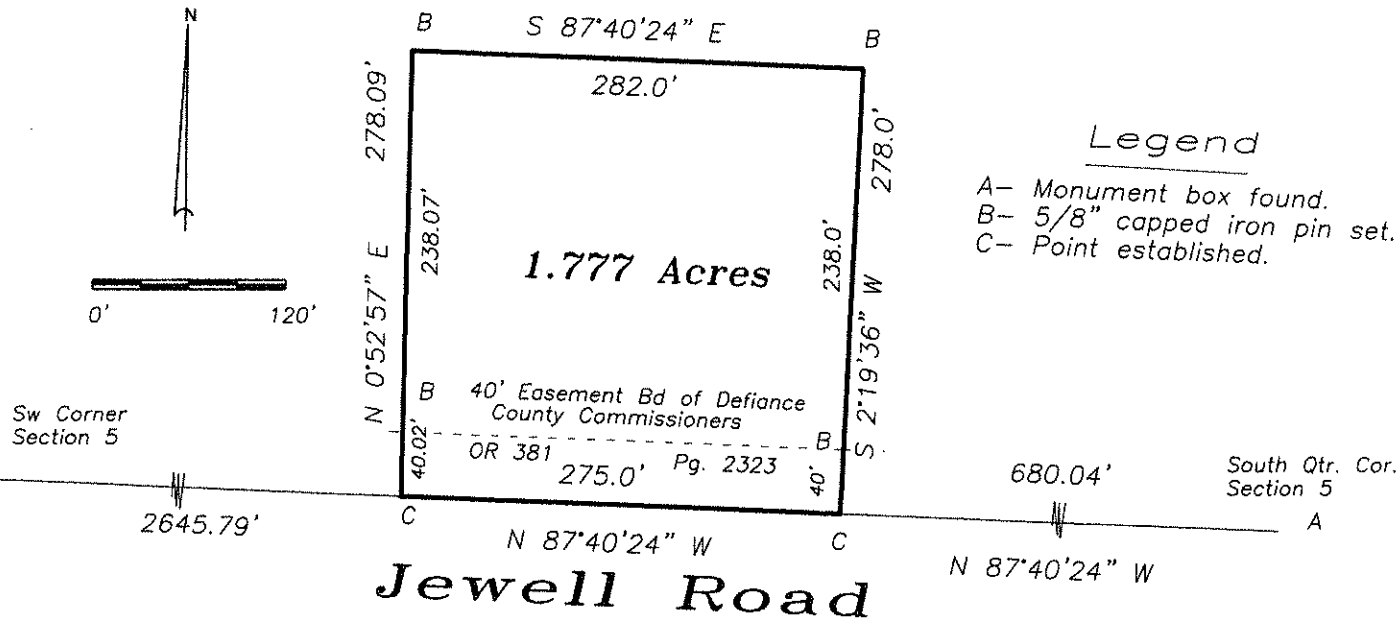 N
B
S 87°40'24" E
B
282.0'
278.09'
278.0'
Legend
A- Monument box found.
B- 5/8" capped iron pin set.
C- Point established.
238.07'
238.0'
1.777 Acres
0'
120'
N 0°52'57" E
S 2°19'36" W
B
40' Easement Bd of Defiance
County Commissioners
B
OR 381
Pg. 2323
40.02'
275.0'
40'
Sw Corner
Section 5
680.04'
South Qtr. Cor.
Section 5
A
2645.79'
C
N 87°40'24" W
C
N 87°40'24" W
Jewell Road